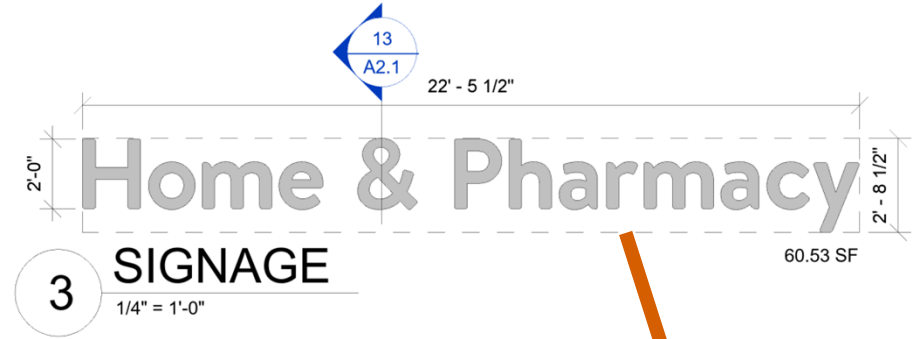 13
A2.1
22' - 5 1/2"
2'-0"
Home & Pharmacy
2' - 8 1/2"
60.53 SF
3
SIGNAGE
1/4" = 1'-0"